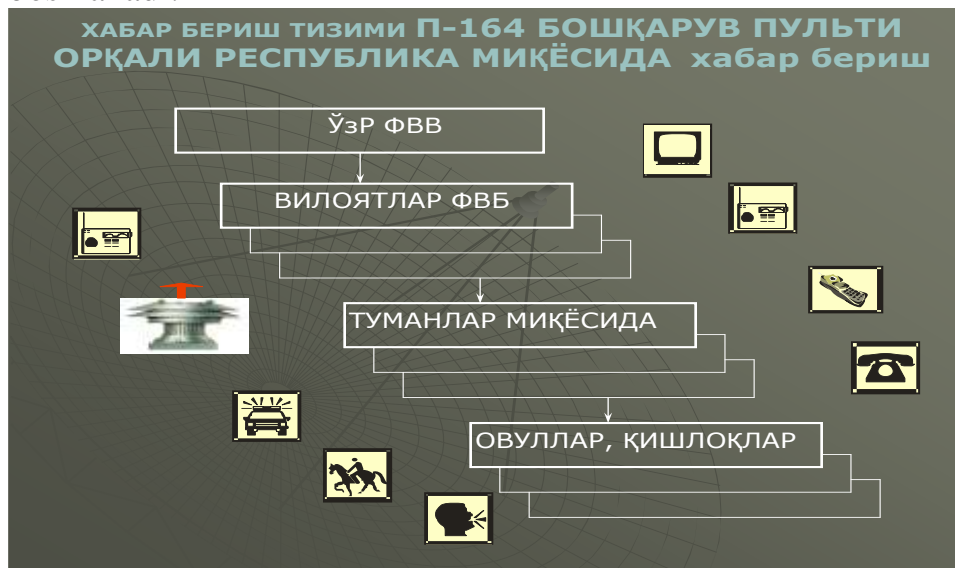 ХАБАР БЕРИШ ТИЗИМИ П-164 БОШҚАРУВ ПУЛЬТИ
ОРҚАЛИ РЕСПУБЛИКА МИҚЁСИДА хабар бериш
ЎзР ФВВ
ВИЛОЯТЛАР ФВБ
ТУМАНЛАР МИҚЁСИДА
ОВУЛЛАР, ҚИШЛОҚЛАР